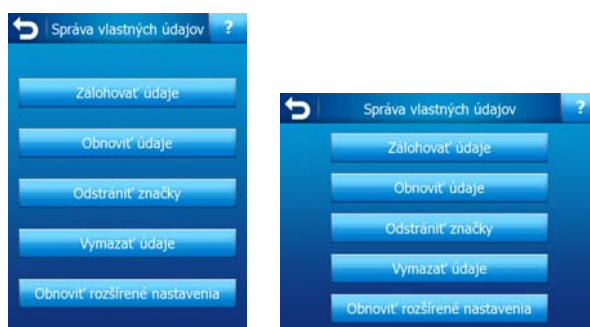 Správa vlastných údajov ?
Zálohovať údaje
Obnoviť údaje
Odstrániť značky
Vymazať údaje
Obnoviť rozšírené nastavenia
Správa vlastných údajov ?
Zálohovať údaje
Obnoviť údaje
Odstrániť značky
Vymazať údaje
Obnoviť rozšírené nastavenia